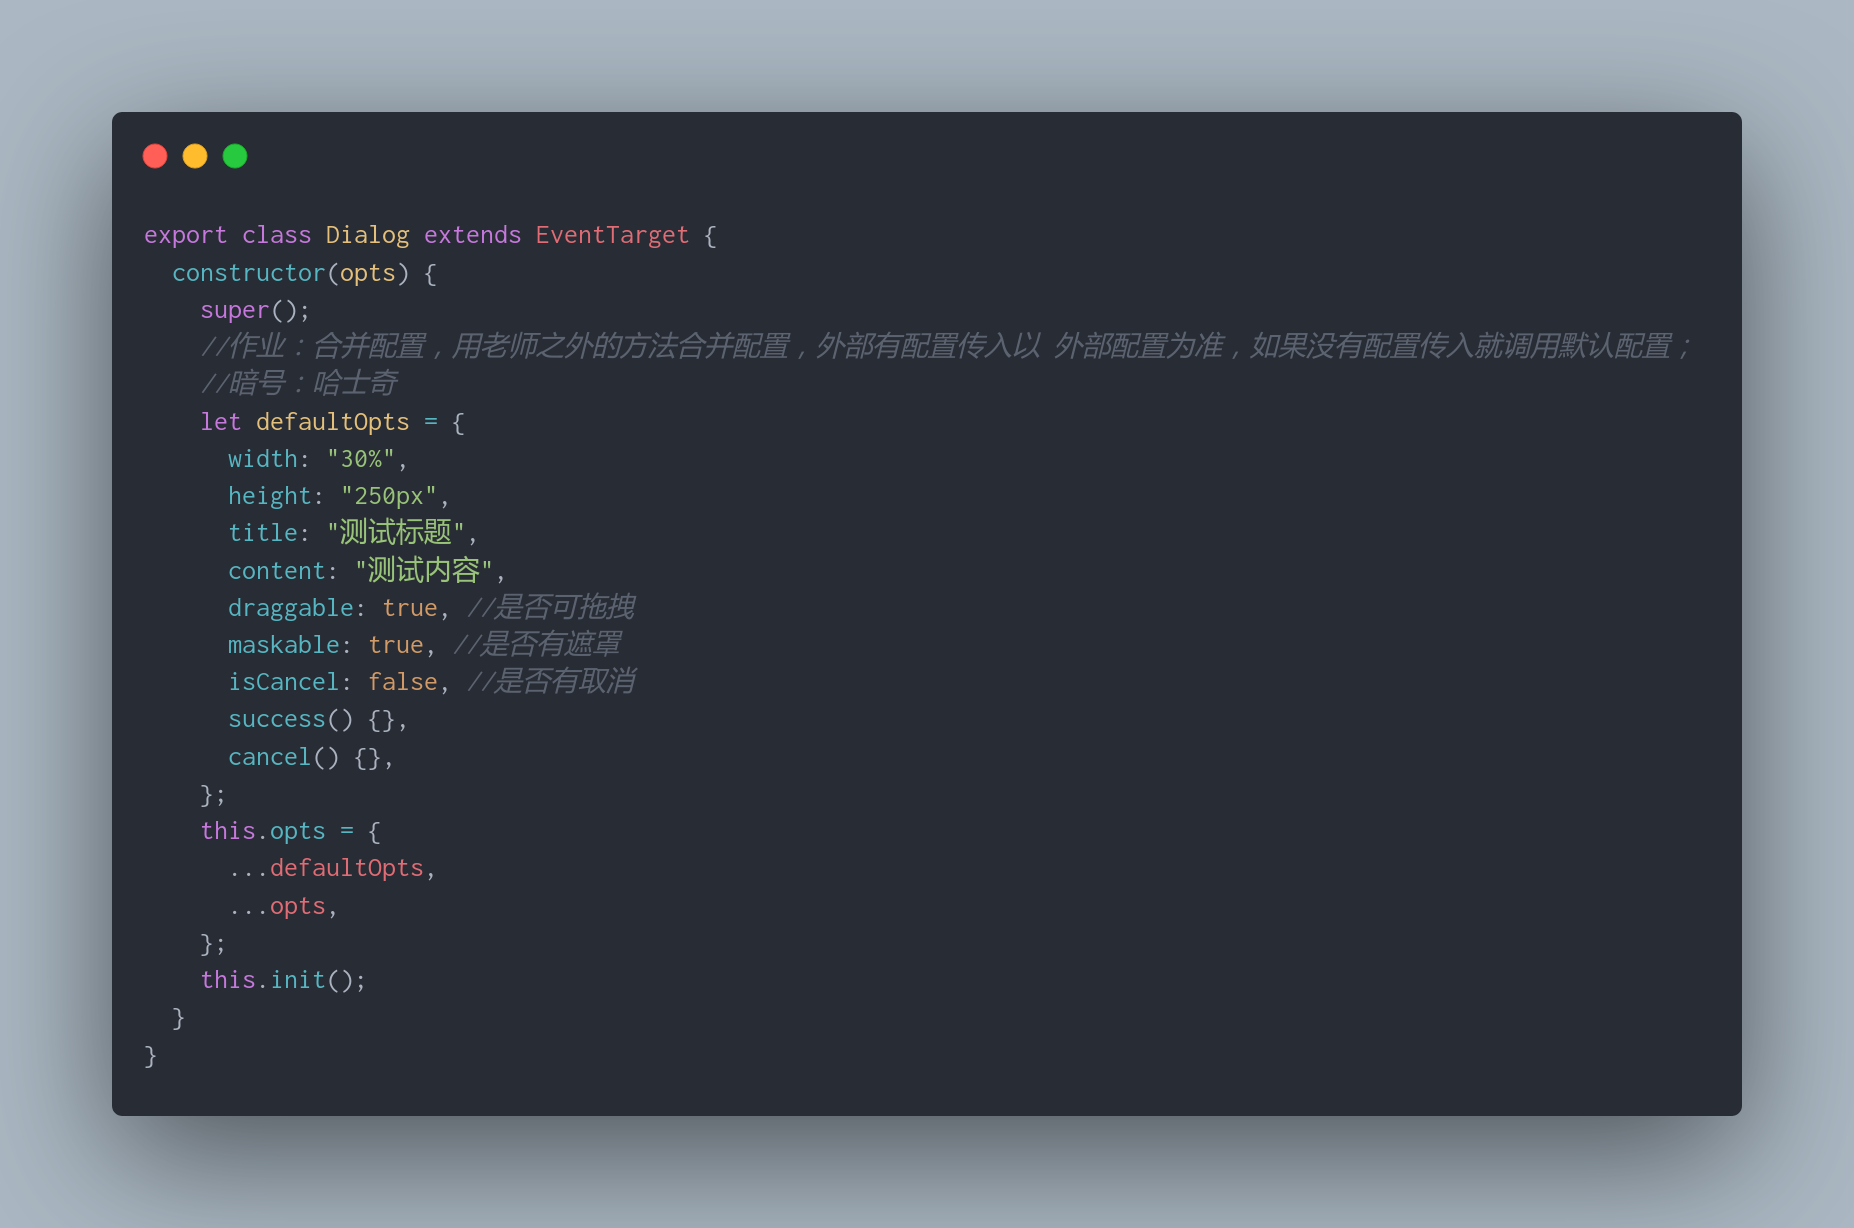 export class Dialog extends EventTarget {
  constructor(opts) {
    super();
    //作业：合并配置，用老师之外的方法合并配置，外部有配置传入以 外部配置为准，如果没有配置传入就调用默认配置；
    //暗号：哈士奇
    let defaultOpts = {
      width: "30%",
      height: "250px",
      title: "测试标题",
      content: "测试内容",
      draggable: true, //是否可拖拽
      maskable: true, //是否有遮罩
      isCancel: false, //是否有取消
      success() {},
      cancel() {},
    };
    this.opts = {
      ...defaultOpts,
      ...opts,
    };
    this.init();
  }
}